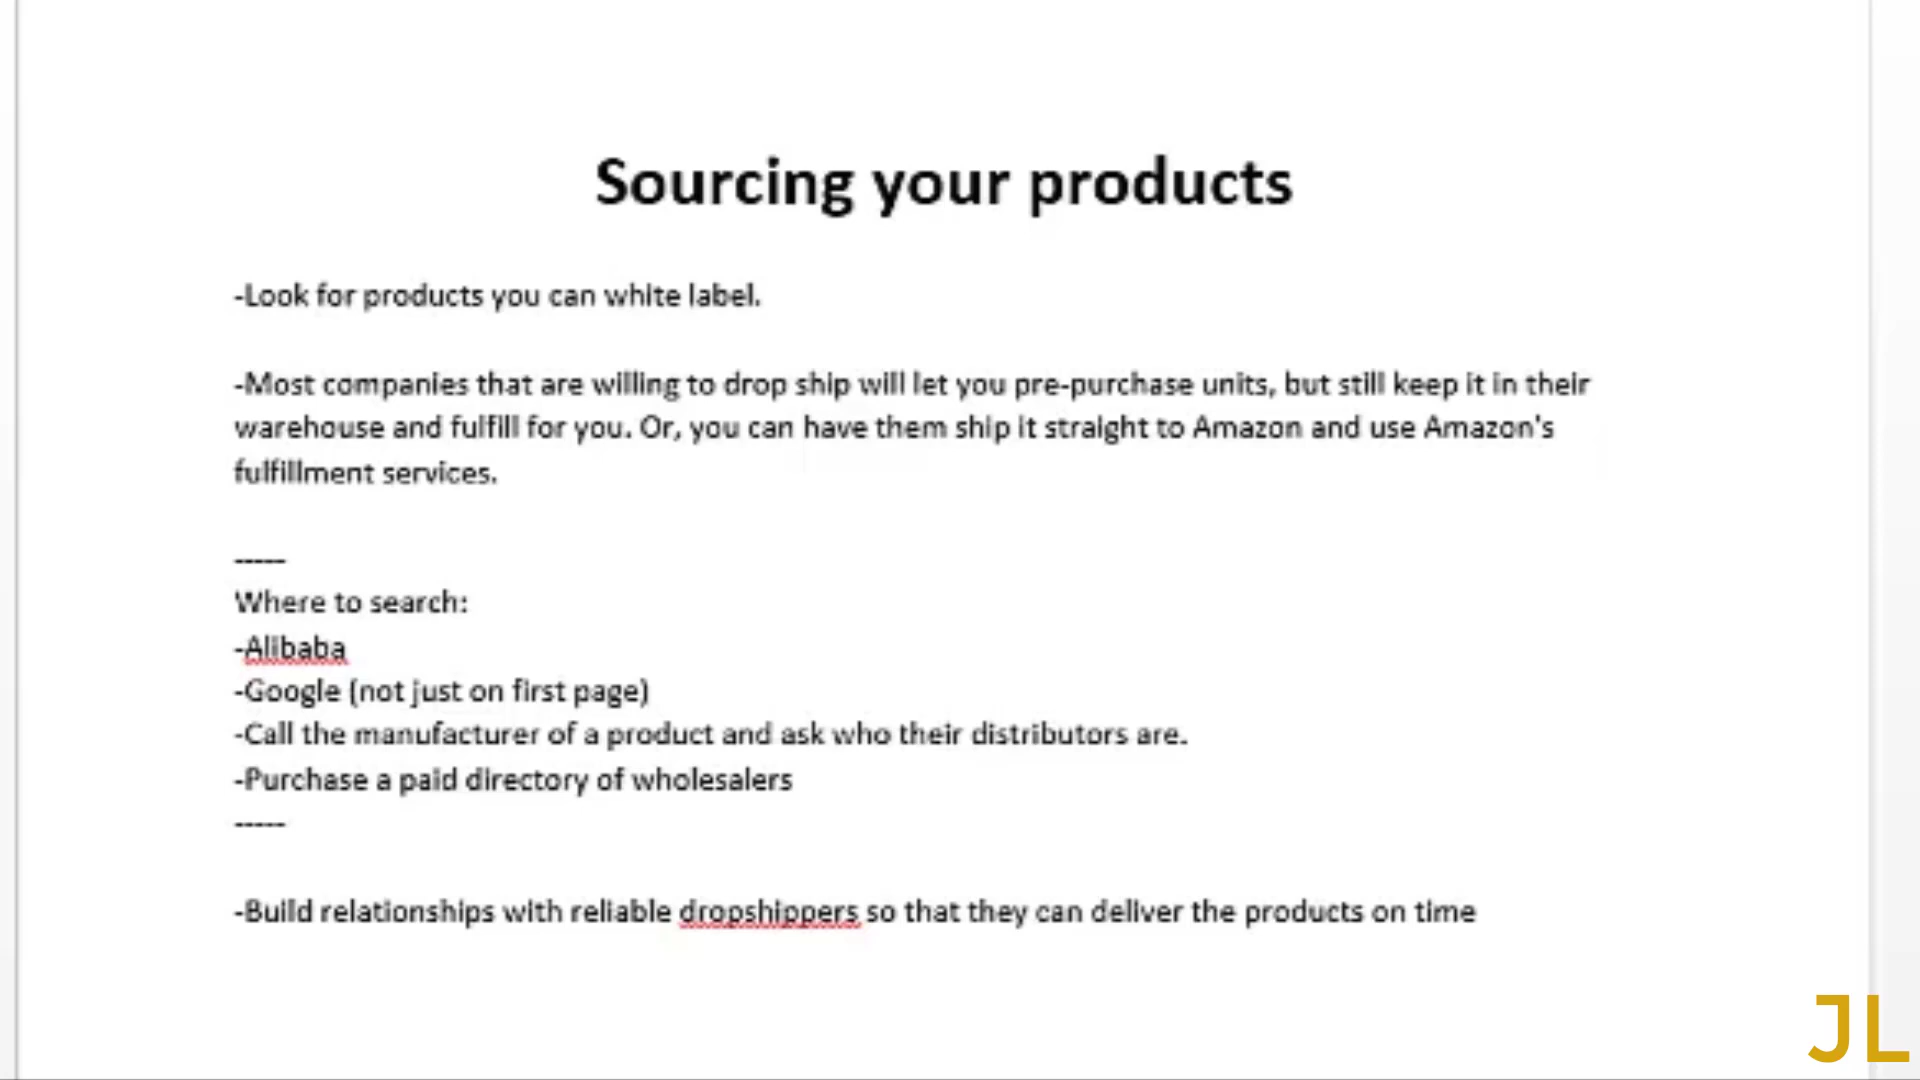 Sourcing your products
-Look for products you can white label.
-Most companies that are willing to drop ship will let you pre-purchase units, but still keep it in their
warehouse and fulfill for you. Or, you can have them ship it straight to Amazon and use Amazon's
fulfillment services.
-----
Where to search:
-Alibaba
-Google (not just on first page)
-Call the manufacturer of a product and ask who their distributors are.
-Purchase a paid directory of wholesalers
-----
-Build relationships with reliable dropshippers so that they can deliver the products on time
JL